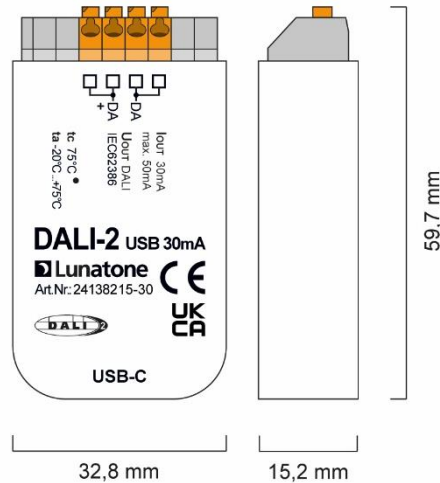 +
DA
DA
tc 75°C
ta -20°C...+75°C
UOUT DALI
IEC62386
IOUT 30mA
max. 50mA
DALI-2 USB 30mA
Lunatone
CE
Art.Nr.: 24138215-30
UK
CA
DALI 2
USB-C
59,7 mm
32,8 mm
15,2 mm